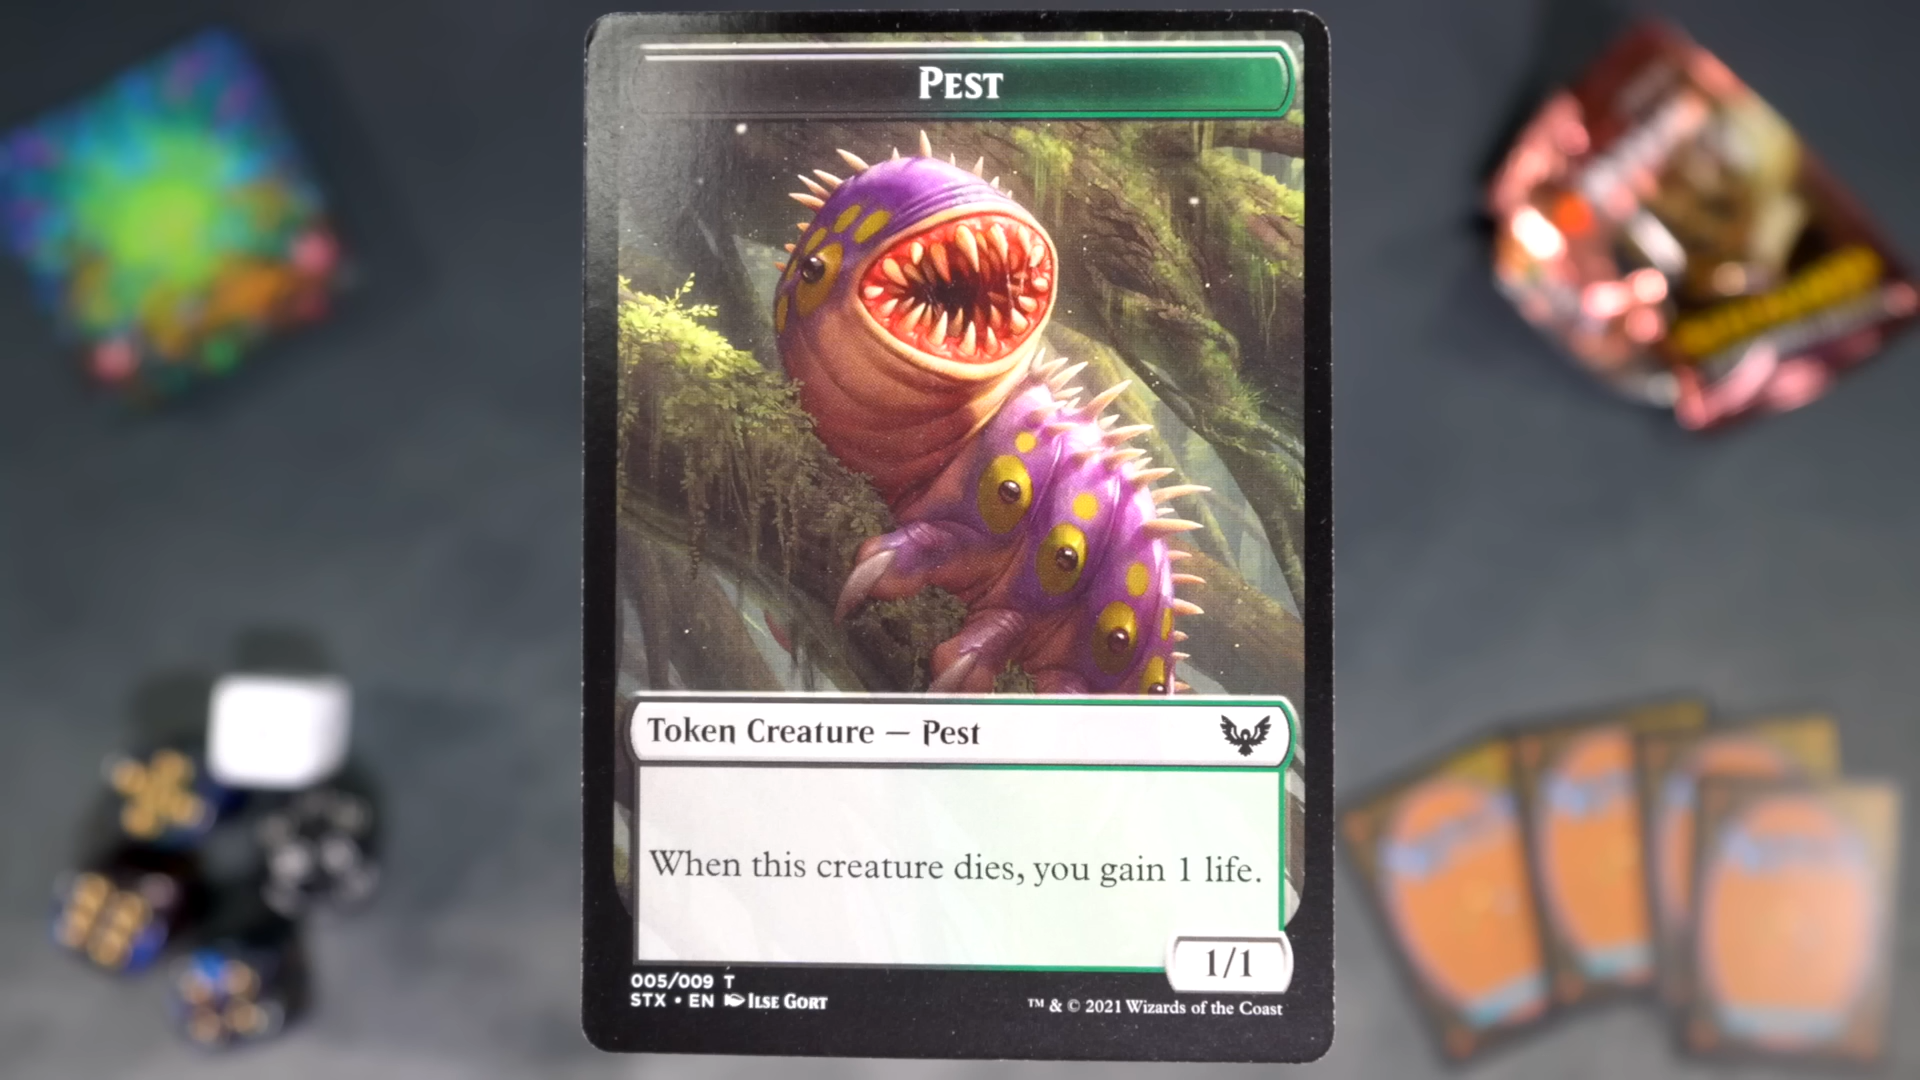 Pest
Token Creature — Pest
When this creature dies, you gain 1 life.
1/1
005/009 T
STX • EN Ilse Gort
™ & © 2021 Wizards of the Coast